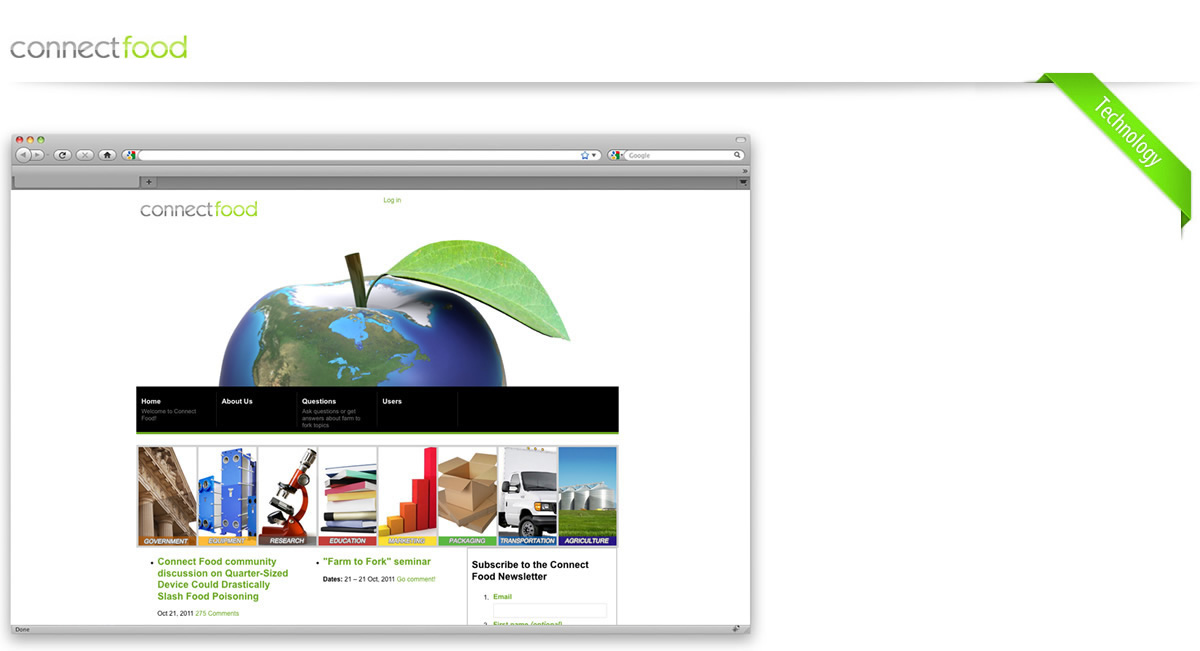 connectfood
Technology
Google
connectfood
Log in
Home
Welcome to Connect
Food!
About Us
Questions
Ask questions or get
answers about farm to
fork topics
Users
GOVERNMENT
EQUIPMENT
RESEARCH
EDUCATION
MARKETING
PACKAGING
TRANSPORTATION
AGRICULTURE
Connect Food community
discussion on Quarter-Sized
Device Could Drastically
Slash Food Poisoning
Oct 21, 2011 275 Comments
"Farm to Fork" seminar
Dates: 21 – 21 Oct, 2011 Go comment!
Subscribe to the Connect
Food Newsletter
1. Email
2. First name (optional)
Done